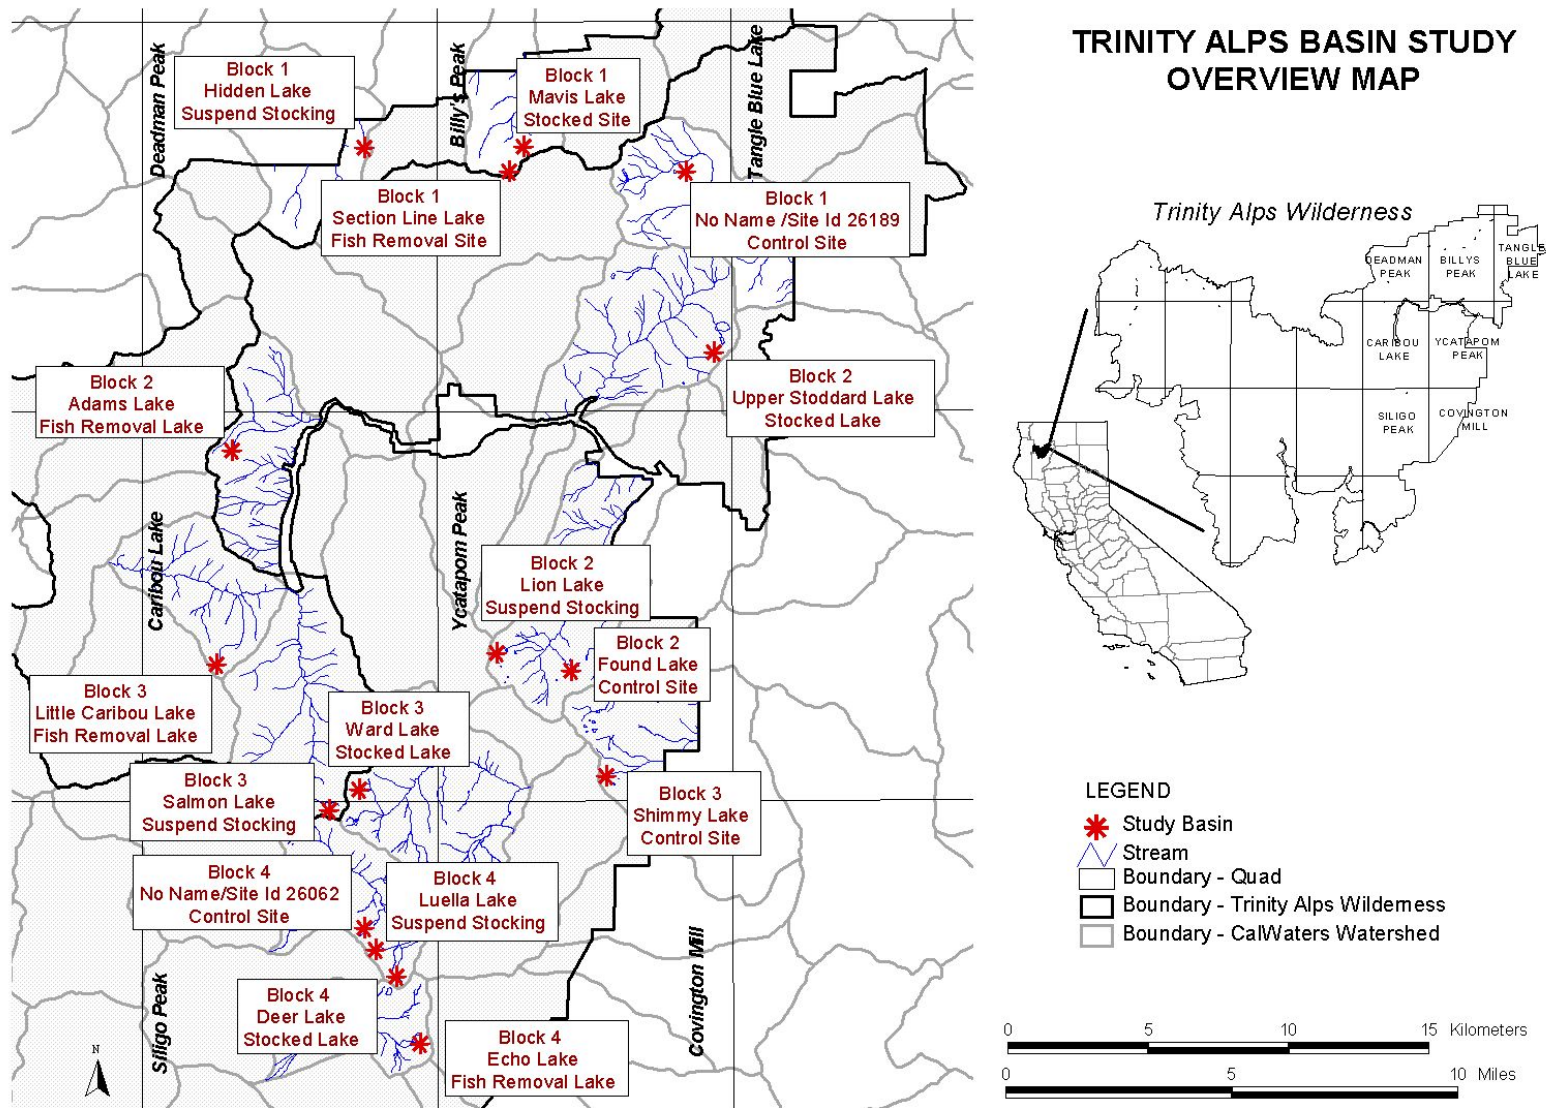 TRINITY ALPS BASIN STUDY
OVERVIEW MAP
Deadman Peak
Billy's Peak
Tangle Blue Lake
Block 1
Hidden Lake
Suspend Stocking
Block 1
Mavis Lake
Stocked Site
Block 1
Section Line Lake
Fish Removal Site
Block 1
No Name /Site Id 26189
Control Site
Block 2
Adams Lake
Fish Removal Lake
Block 2
Upper Stoddard Lake
Stocked Lake
Caribou Lake
Ycatapom Peak
Block 2
Lion Lake
Suspend Stocking
Block 2
Found Lake
Control Site
Block 3
Little Caribou Lake
Fish Removal Lake
Block 3
Ward Lake
Stocked Lake
Block 3
Salmon Lake
Suspend Stocking
Block 3
Shimmy Lake
Control Site
Block 4
No Name/Site Id 26062
Control Site
Block 4
Luella Lake
Suspend Stocking
Block 4
Deer Lake
Stocked Lake
Block 4
Echo Lake
Fish Removal Lake
Siligo Peak
Covington Mill
N
Trinity Alps Wilderness
DEADMAN
PEAK
BILLYS
PEAK
TANGLE
BLUE
LAKE
CARIBOU
LAKE
YCATAPOM
PEAK
SILIGO
PEAK
COVINGTON
MILL
LEGEND
Study Basin
Stream
Boundary - Quad
Boundary - Trinity Alps Wilderness
Boundary - CalWaters Watershed
0 5 10 15 Kilometers
0 5 10 Miles